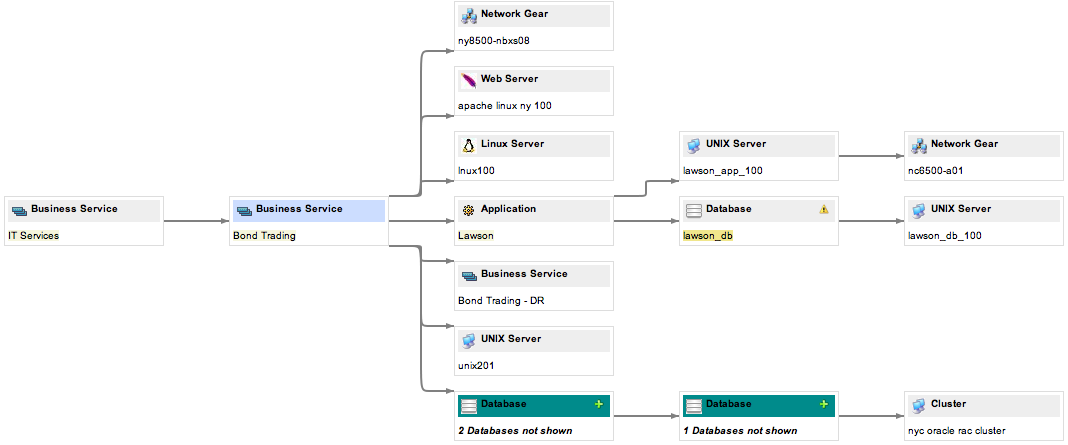 Network Gear
ny8500-nbxs08
Web Server
apache linux ny 100
Linux Server
lnux100
UNIX Server
lawson_app_100
Network Gear
nc6500-a01
Business Service
IT Services
Business Service
Bond Trading
Application
Lawson
Database
lawson_db
UNIX Server
lawson_db_100
Business Service
Bond Trading - DR
UNIX Server
unix201
Database
2 Databases not shown
Database
1 Databases not shown
Cluster
nyc oracle rac cluster